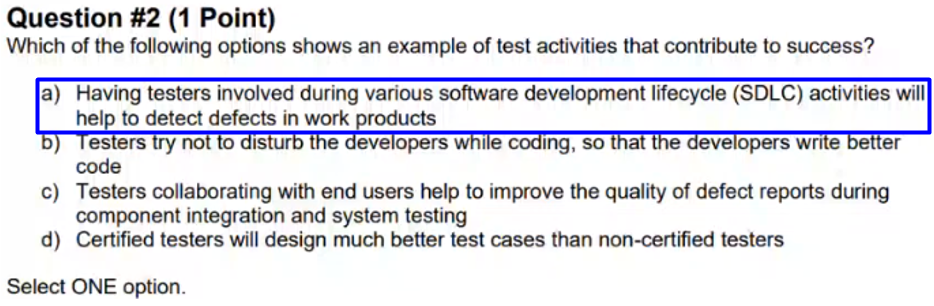 Question #2 (1 Point)
Which of the following options shows an example of test activities that contribute to success?
a) Having testers involved during various software development lifecycle (SDLC) activities will
help to detect defects in work products
b) Testers try not to disturb the developers while coding, so that the developers write better
code
c) Testers collaborating with end users help to improve the quality of defect reports during
component integration and system testing
d) Certified testers will design much better test cases than non-certified testers
Select ONE option.